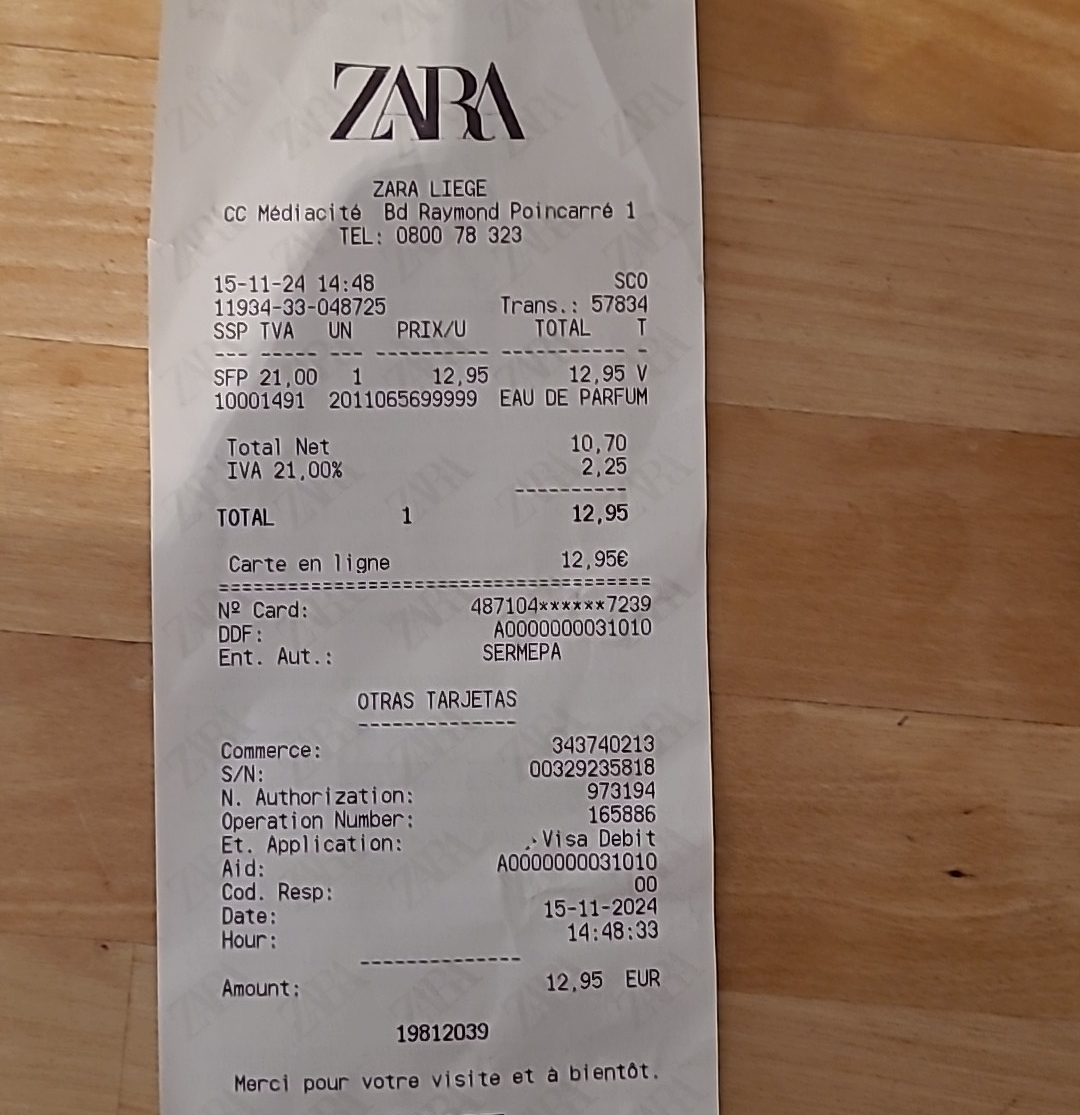 ZARA
ZARA LIEGE
CC Médiacité Bd Raymond Poincarré 1
TEL: 0800 78 323
15-11-24 14:48 SCO
11934-33-048725 Trans.: 57834
SSP TVA UN PRIX/U TOTAL T
--- ----- --- ---------- ----------- -
SFP 21,00 1 12,95 12,95 V
10001491 2011065699999 EAU DE PARFUM
Total Net 10,70
IVA 21,00% 2,25
----------
TOTAL 1 12,95
Carte en ligne 12,95€
======================================
Nº Card: 487104******7239
DDF: A0000000031010
Ent. Aut.: SERMEPA
OTRAS TARJETAS
--------------
Commerce: 343740213
S/N: 00329235818
N. Authorization: 973194
Operation Number: 165886
Et. Application: Visa Debit
Aid: A0000000031010
Cod. Resp: 00
Date: 15-11-2024
Hour: 14:48:33
--------------
Amount: 12,95 EUR
19812039
Merci pour votre visite et à bientôt.